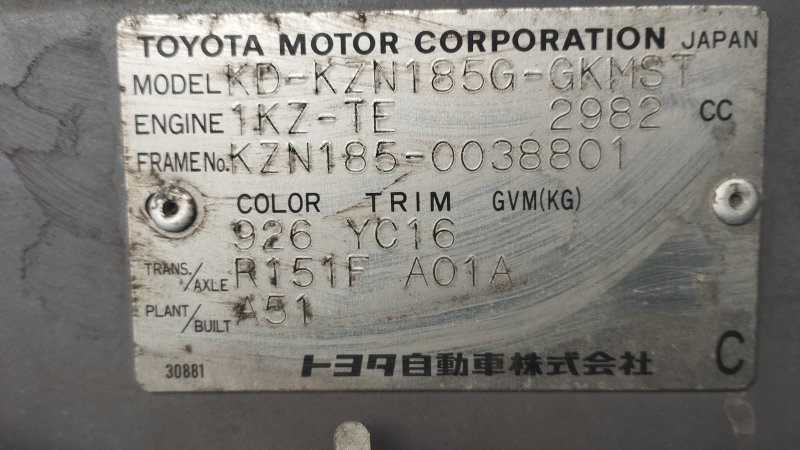 TOYOTA MOTOR CORPORATION JAPAN
MODEL KD-KZN185G-GKMST
ENGINE 1KZ-TE 2982 CC
FRAME No. KZN185-0038801
COLOR TRIM GVM(KG)
926 YC16
TRANS./AXLE R151F A01A
PLANT/BUILT A51
30881 トヨタ自動車株式会社 C